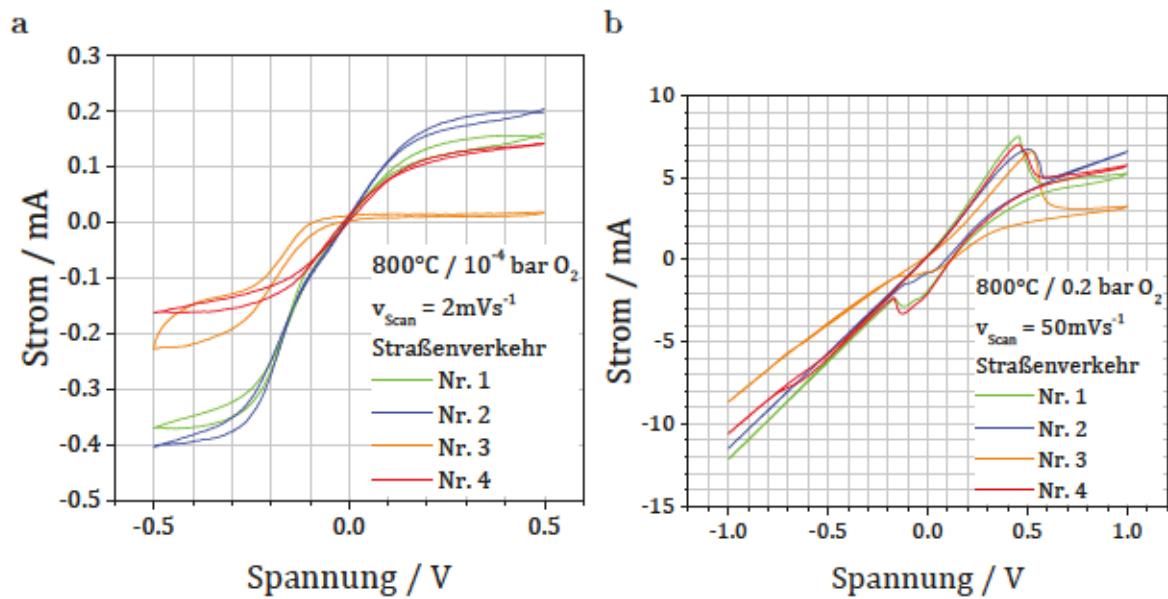 a
Strom / mA
0.3
0.2
0.1
0.0
-0.1
-0.2
-0.3
-0.4
-0.5
-0.5
0.0
0.5
Spannung / V
800°C / 10⁻⁴ bar O₂
v_Scan = 2mVs⁻¹
Straßenverkehr
Nr. 1
Nr. 2
Nr. 3
Nr. 4
b
Strom / mA
10
5
0
-5
-10
-15
-1.0
-0.5
0.0
0.5
1.0
Spannung / V
800°C / 0.2 bar O₂
v_Scan = 50mVs⁻¹
Straßenverkehr
Nr. 1
Nr. 2
Nr. 3
Nr. 4